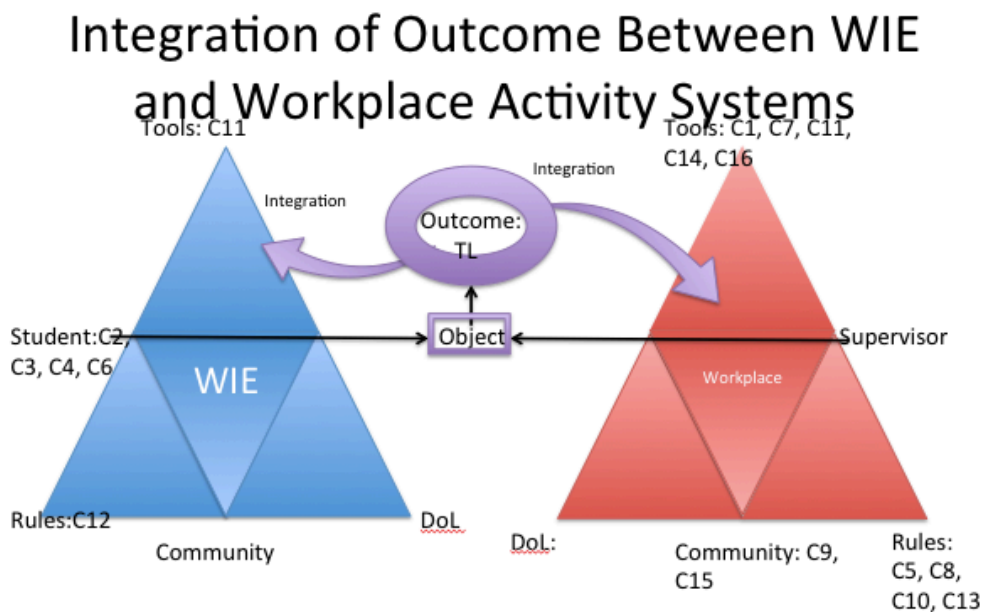 Integration of Outcome Between WIE
and Workplace Activity Systems
Tools: C11
Tools: C1, C7, C11,
C14, C16
Integration
Integration
Outcome:
TL
Student:C2,
C3, C4, C6
Object
Supervisor
WIE
Workplace
Rules:C12
DoL
Community
DoL:
Community: C9,
C15
Rules:
C5, C8,
C10, C13